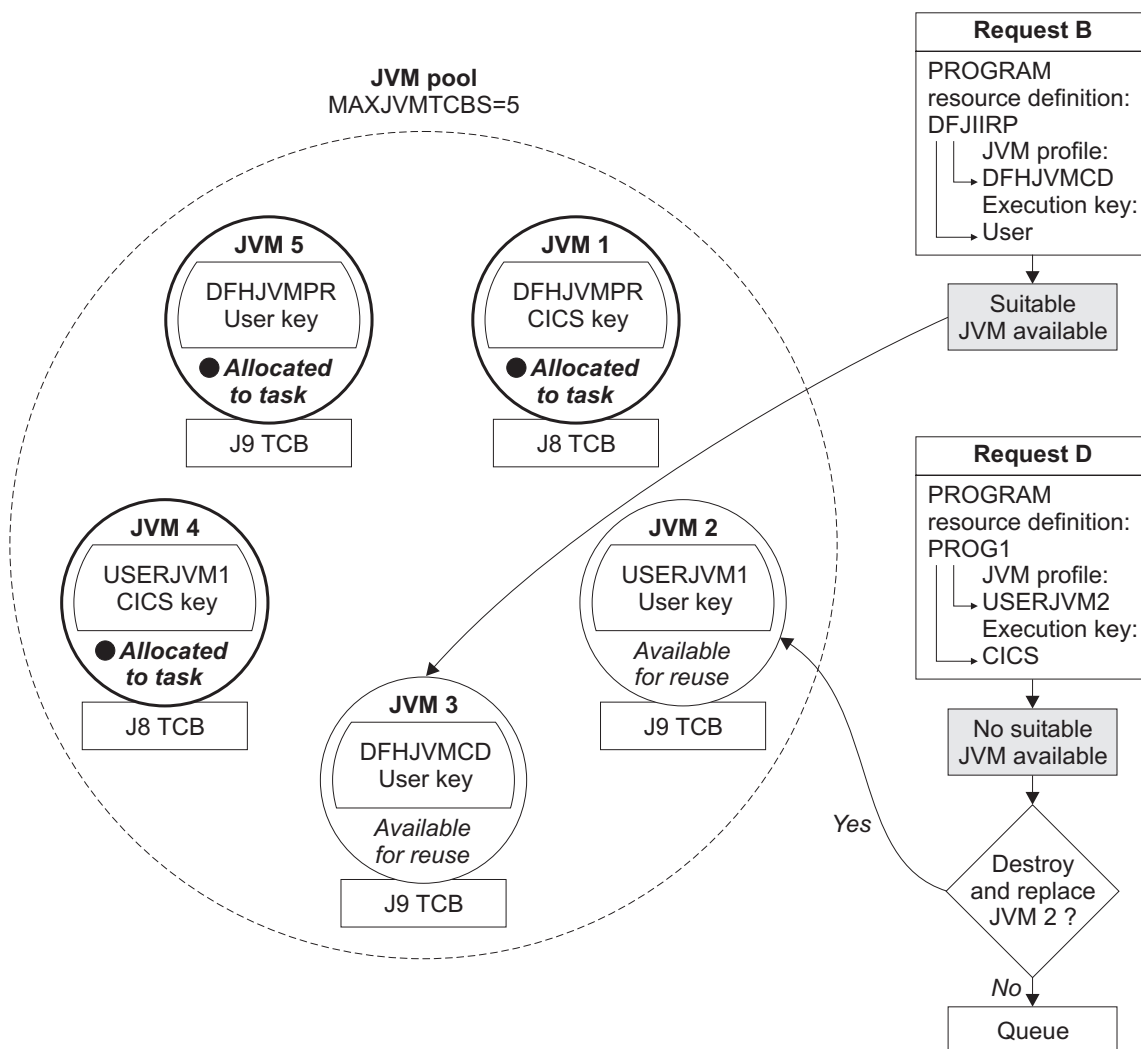 JVM pool
MAXJVMTCBS=5
JVM 5
DFHJVMPR
User key
Allocated
to task
J9 TCB
JVM 1
DFHJVMPR
CICS key
Allocated
to task
J8 TCB
JVM 4
USERJVM1
CICS key
Allocated
to task
J8 TCB
JVM 2
USERJVM1
User key
Available
for reuse
J9 TCB
JVM 3
DFHJVMCD
User key
Available
for reuse
J9 TCB
Request B
PROGRAM
resource definition:
DFJIIRP
JVM profile:
DFHJVMCD
Execution key:
User
Suitable
JVM available
Request D
PROGRAM
resource definition:
PROG1
JVM profile:
USERJVM2
Execution key:
CICS
No suitable
JVM available
Destroy
and replace
JVM 2 ?
Yes
No
Queue